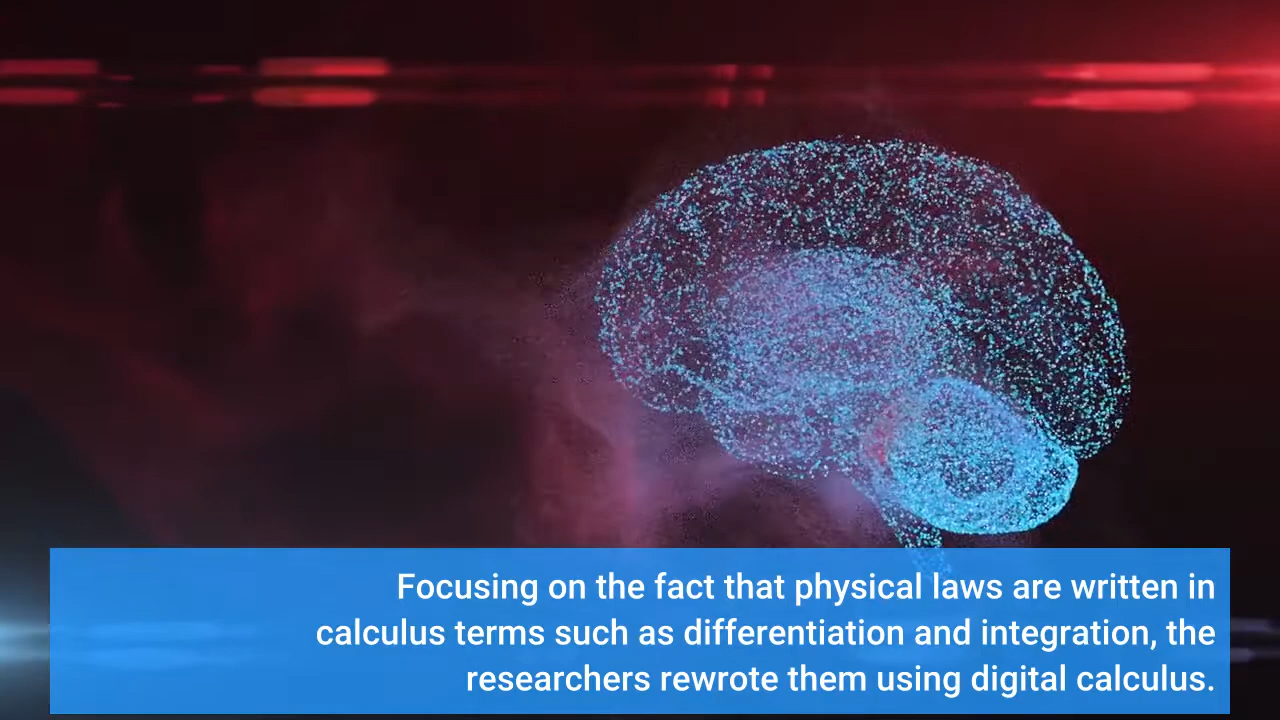 Focusing on the fact that physical laws are written in
calculus terms such as differentiation and integration, the
researchers rewrote them using digital calculus.